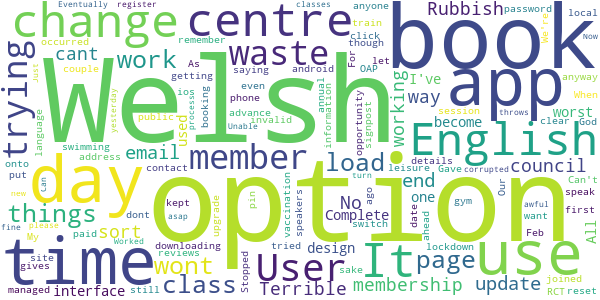 Eventually register classes anyone password local
change centre book Rubbish
As occurred remember click train We're Now
couple though android OAP let
trying cant work waste getting saying even For I've app
Just yesterday language ios process booking phone advance invalid annual information opportunity signpost way working When worst anyway
Welsh English
public used Unable become session clear God throws
day email member load end council
swimming address contact vaccination speakers pin details leisure Gave corrupted Can't
new onto put kept asap dont ago No one gym turn Our speak
option use
things can please paid sort wont Complete switch date ahead awful want first
time fine My site downloading tried design Feb All
Worked reviews User It page lockdown
managed gives still class upgrade Terrible membership update joined
interface Stopped sake RCT reset